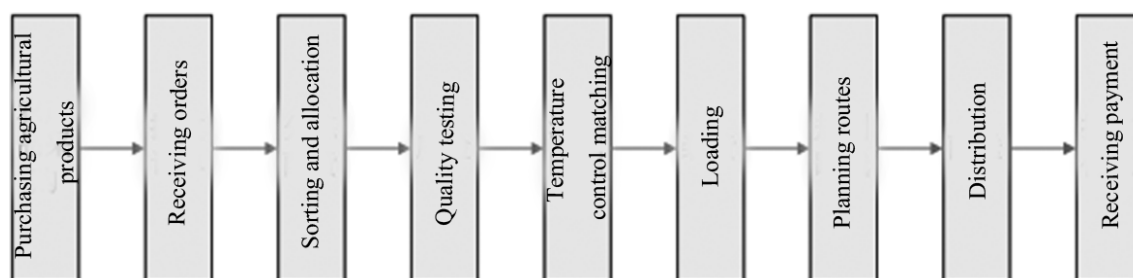 Purchasing agricultural
products
Receiving orders
Sorting and allocation
Quality testing
Temperature
control matching
Loading
Planning routes
Distribution
Receiving payment